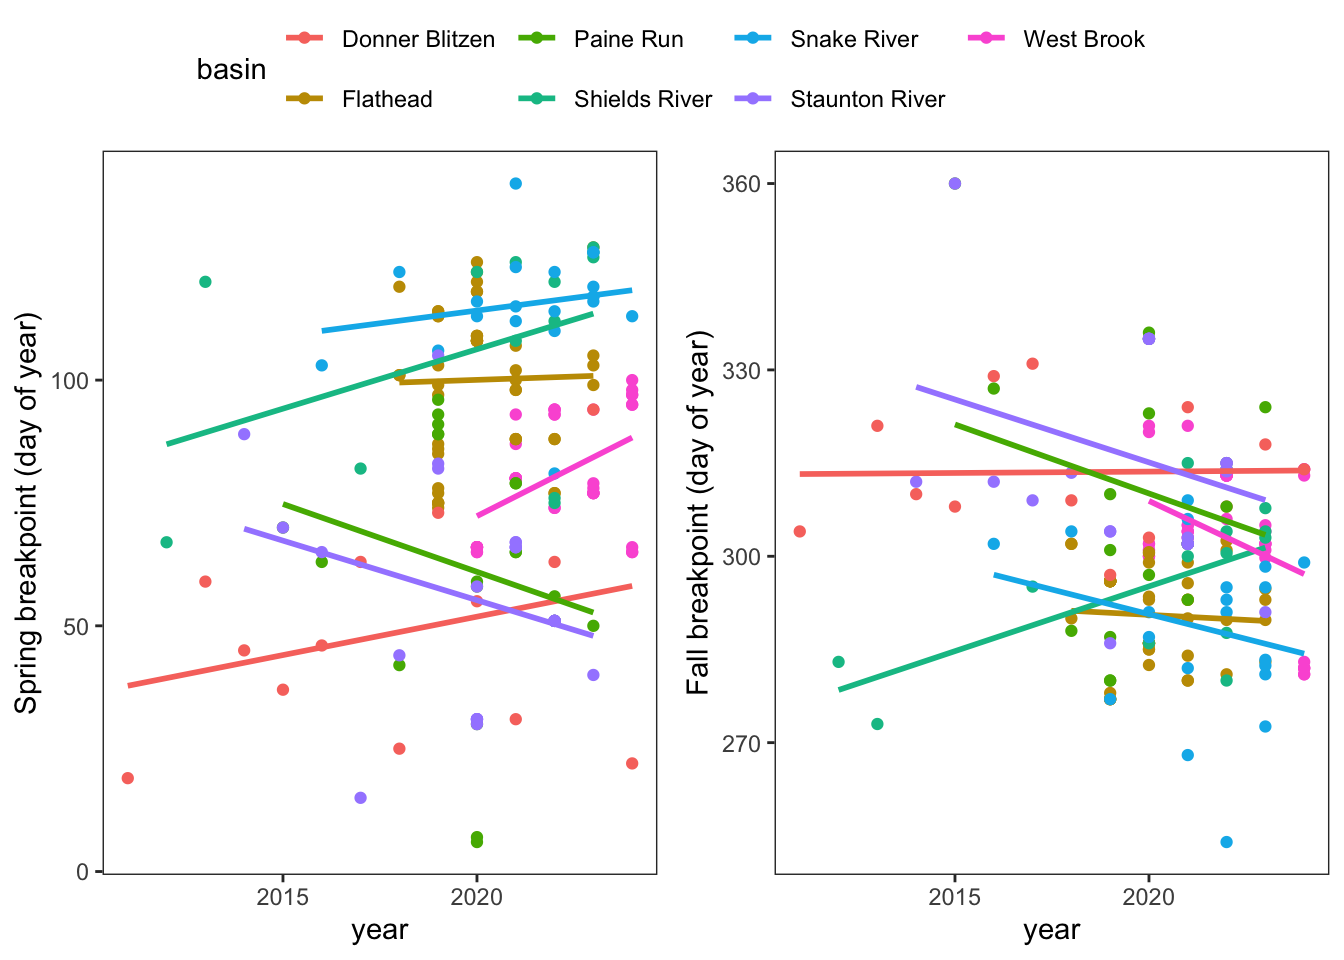 basin
Donner Blitzen Paine Run Snake River West Brook
Flathead Shields River Staunton River
Spring breakpoint (day of year)
100
50
0
2015 2020
year
Fall breakpoint (day of year)
360
330
300
270
2015 2020
year